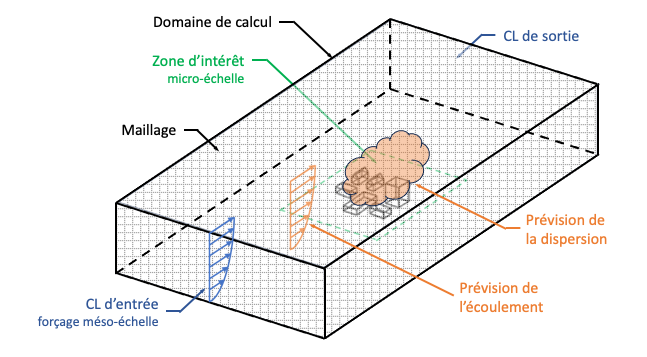 Domaine de calcul
CL de sortie
Zone d’intérêt
micro-échelle
Maillage
Prévision de
la dispersion
Prévision de
l’écoulement
CL d’entrée
forçage méso-échelle